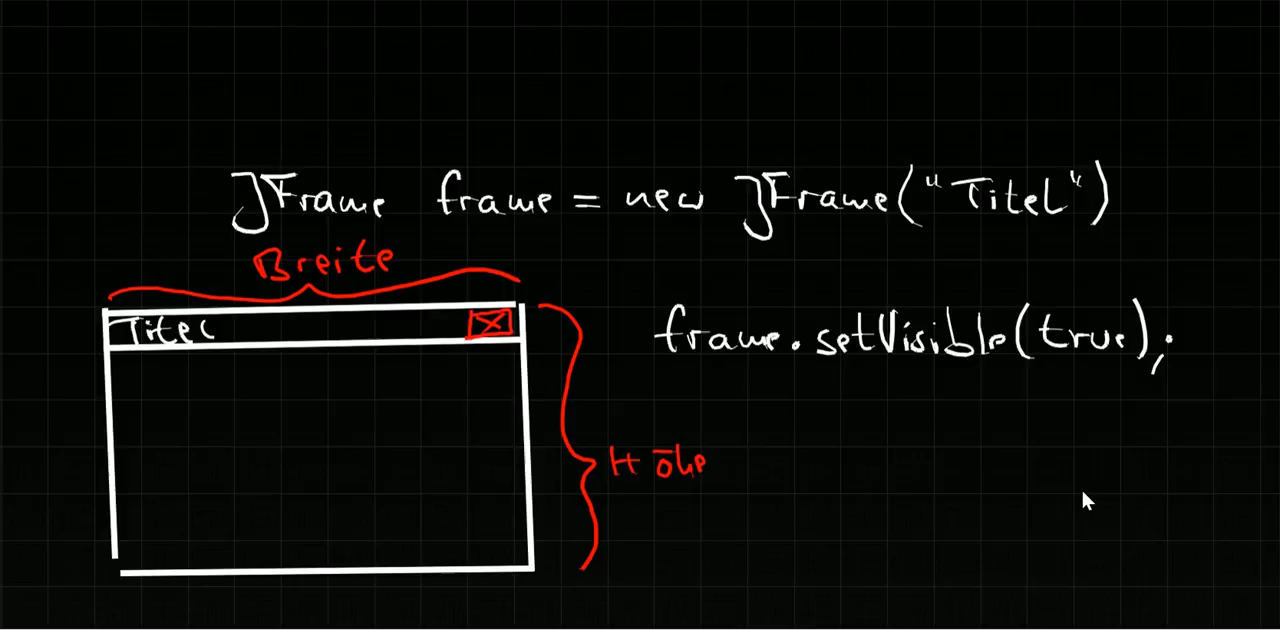 JFrame frame = new JFrame("Titel")
Breite
Titel
frame.setVisible(true);
Höhe